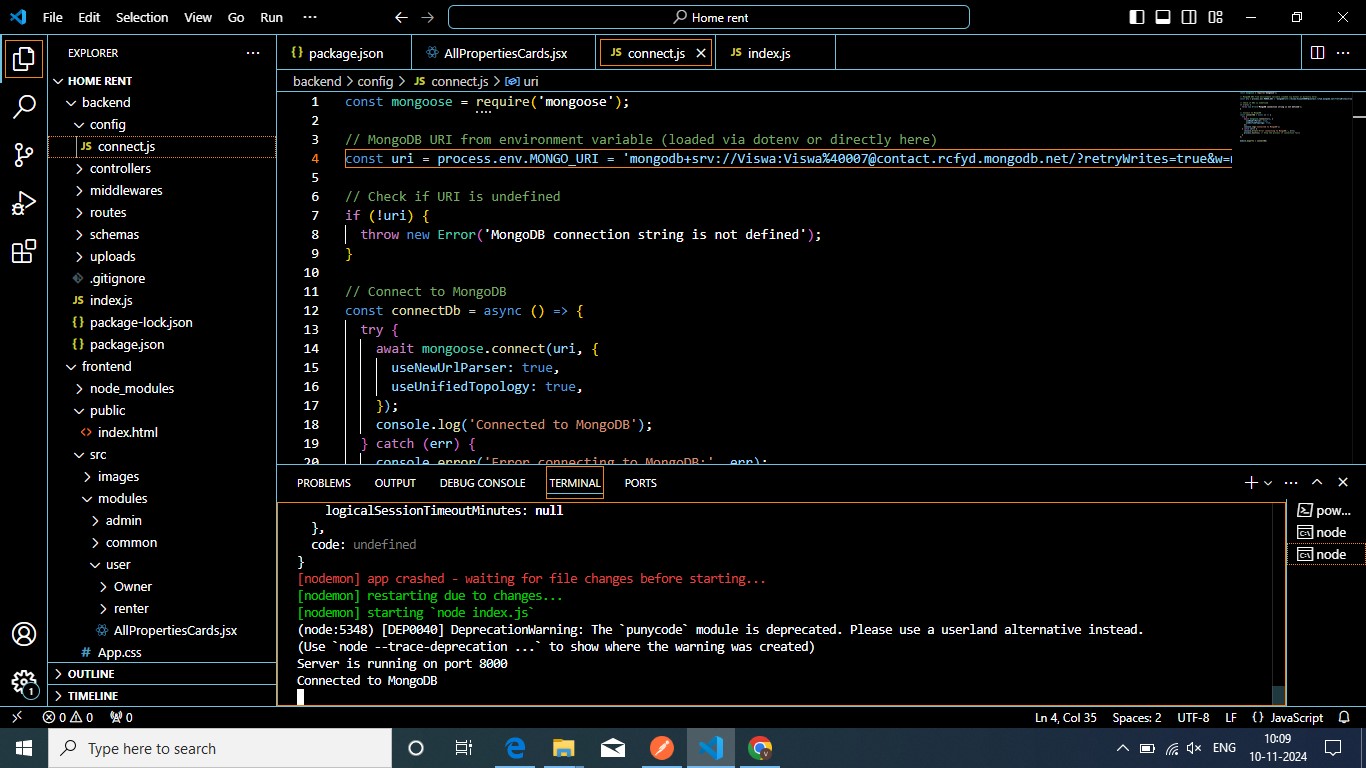 File Edit Selection View Go Run ··· Home rent
EXPLORER ···
HOME RENT
backend
config
JS connect.js
controllers
middlewares
routes
schemas
uploads
.gitignore
JS index.js
{} package-lock.json
{} package.json
frontend
node_modules
public
<> index.html
src
images
modules
admin
common
user
Owner
renter
AllPropertiesCards.jsx
# App.css
OUTLINE
TIMELINE
{} package.json AllPropertiesCards.jsx JS connect.js JS index.js ···
backend > config > JS connect.js > uri
1 const mongoose = require('mongoose');
2
3 // MongoDB URI from environment variable (loaded via dotenv or directly here)
4 const uri = process.env.MONGO_URI = 'mongodb+srv://Viswa:Viswa%40007@contact.rcfyd.mongodb.net/?retryWrites=true&w=
5
6 // Check if URI is undefined
7 if (!uri) {
8 throw new Error('MongoDB connection string is not defined');
9 }
10
11 // Connect to MongoDB
12 const connectDb = async () => {
13 try {
14 await mongoose.connect(uri, {
15 useNewUrlParser: true,
16 useUnifiedTopology: true,
17 });
18 console.log('Connected to MongoDB');
19 } catch (err) {
20 console.error('Error connecting to MongoDB:', err);
PROBLEMS OUTPUT DEBUG CONSOLE TERMINAL PORTS ···
logicalSessionTimeoutMinutes: null
},
code: undefined
}
[nodemon] app crashed - waiting for file changes before starting...
[nodemon] restarting due to changes...
[nodemon] starting `node index.js`
(node:5348) [DEP0040] DeprecationWarning: The `punycode` module is deprecated. Please use a userland alternative instead.
(Use `node --trace-deprecation ...` to show where the warning was created)
Server is running on port 8000
Connected to MongoDB
pow...
node
node
1
0 0 0 Ln 4, Col 35 Spaces: 2 UTF-8 LF {} JavaScript
Type here to search ENG 10:09
10-11-2024